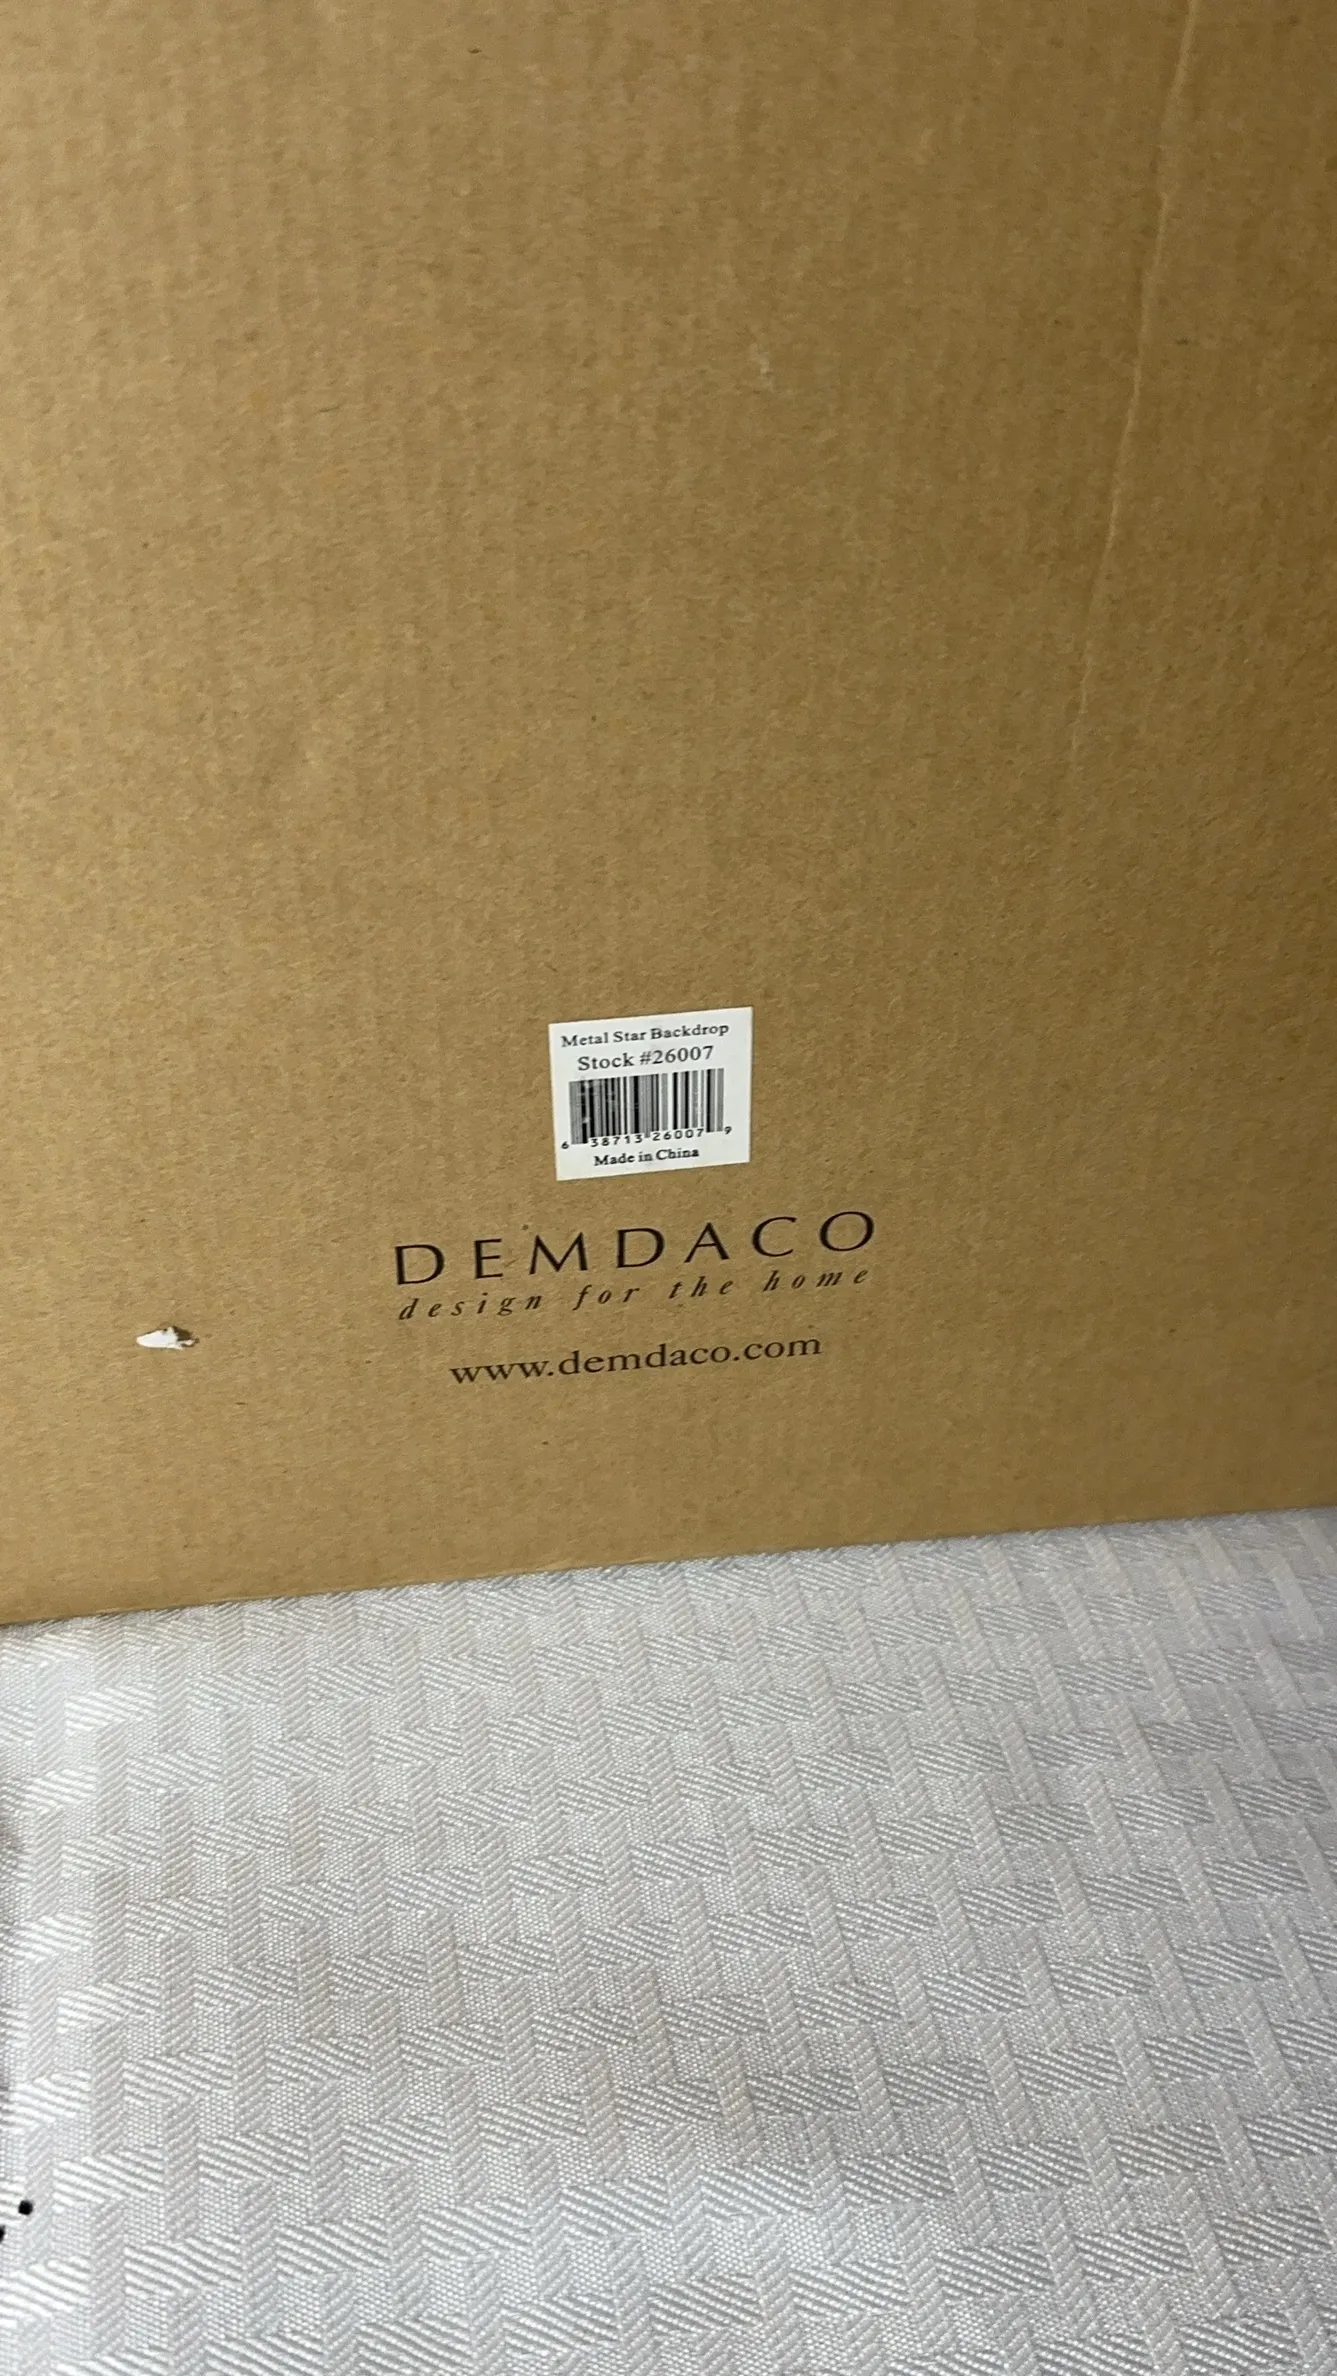 Metal Star Backdrop
Stock #26007
6 38713 26007 9
Made in China
DEMDACO
design for the home
www.demdaco.com